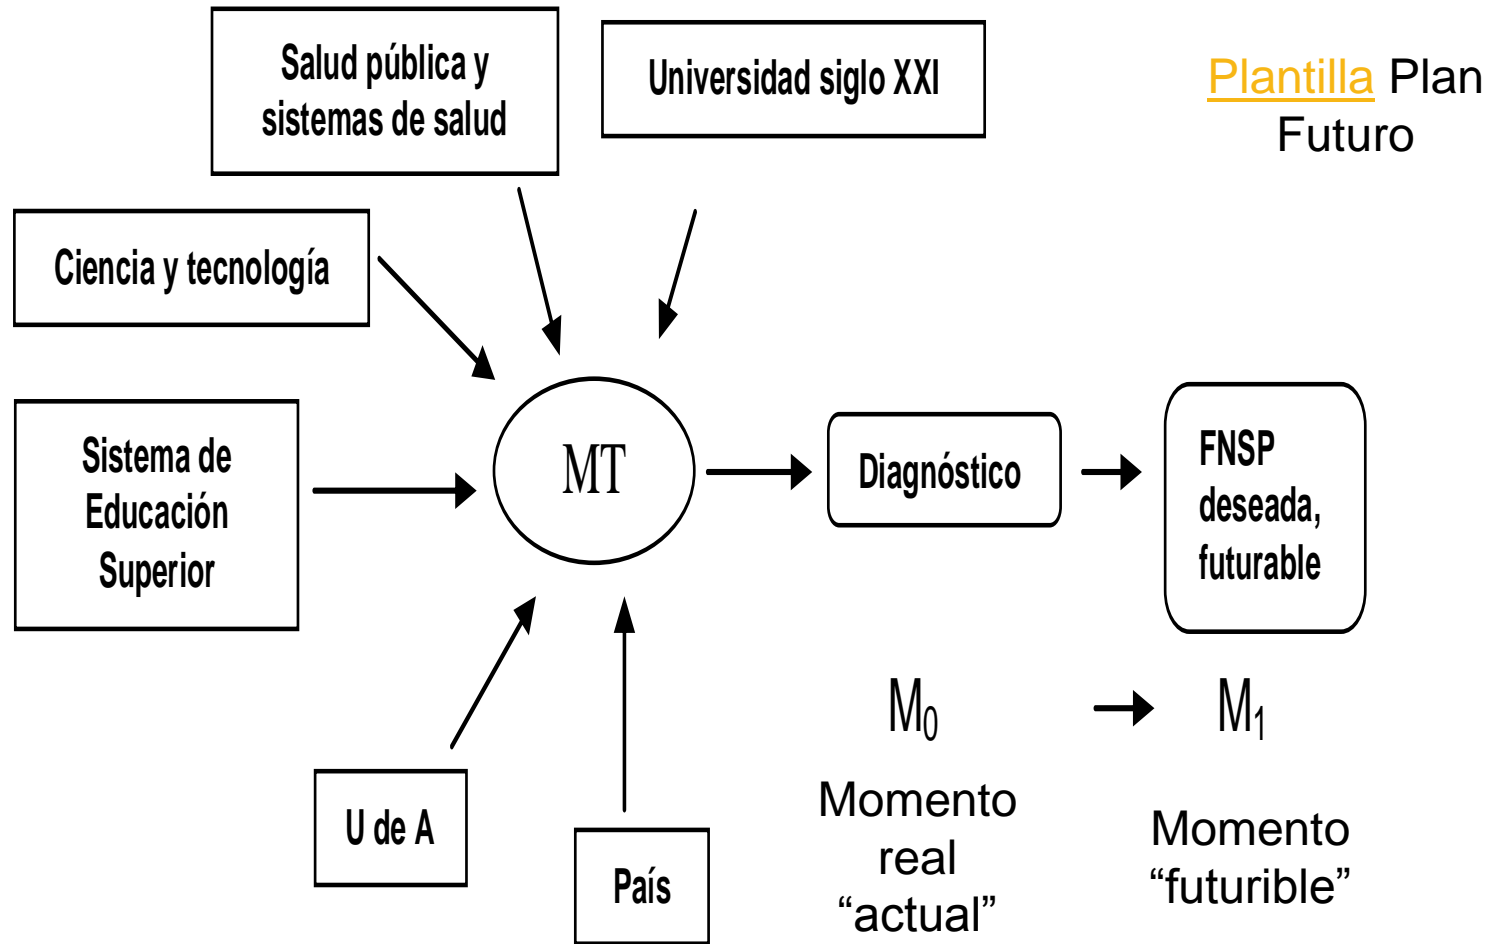 Salud pública y
sistemas de salud
Universidad siglo XXI
Plantilla Plan
Futuro
Ciencia y tecnología
Sistema de
Educación
Superior
MT
Diagnóstico
FNSP
deseada,
futurable
U de A
País
M0
M1
Momento
real
“actual”
Momento
“futurible”